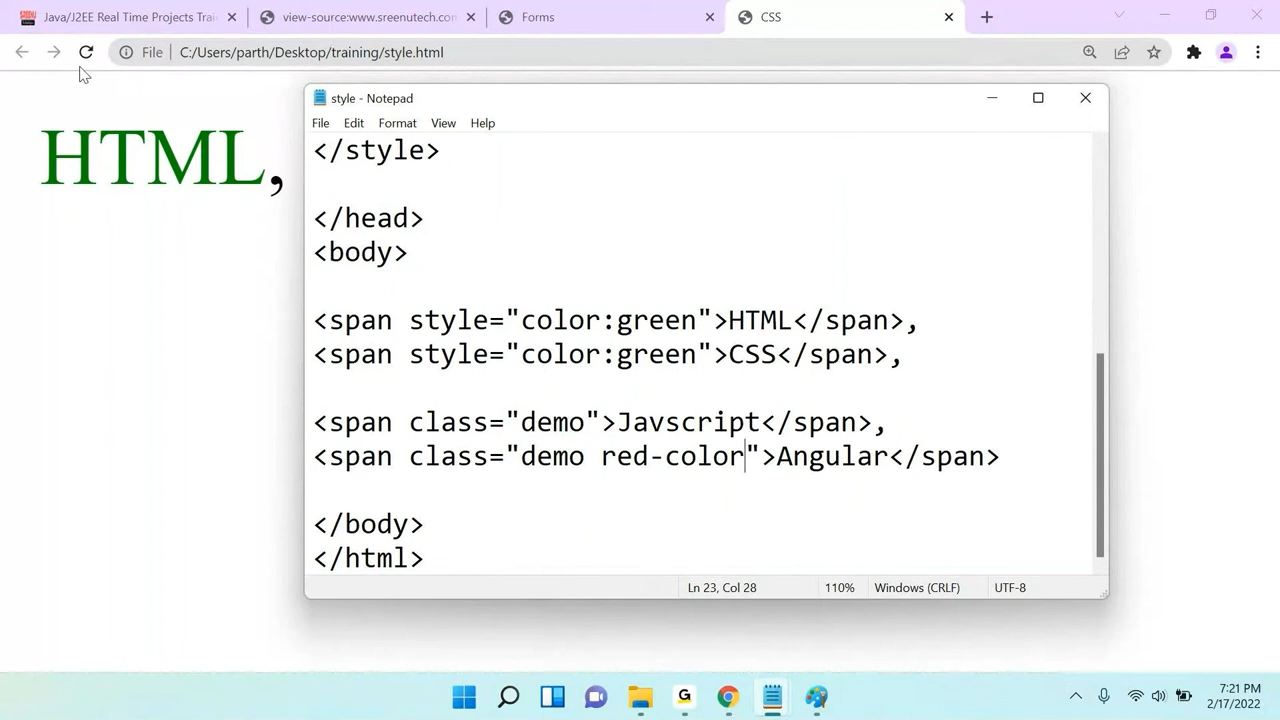 Java/J2EE Real Time Projects Trai
view-source:www.sreenutech.co
Forms
CSS
File
C:/Users/parth/Desktop/training/style.html
HTML,
style - Notepad
File Edit Format View Help
</style>
</head>
<body>
<span style="color:green">HTML</span>,
<span style="color:green">CSS</span>,
<span class="demo">Javscript</span>,
<span class="demo red-color">Angular</span>
</body>
</html>
Ln 23, Col 28
110%
Windows (CRLF)
UTF-8
G
7:21 PM
2/17/2022